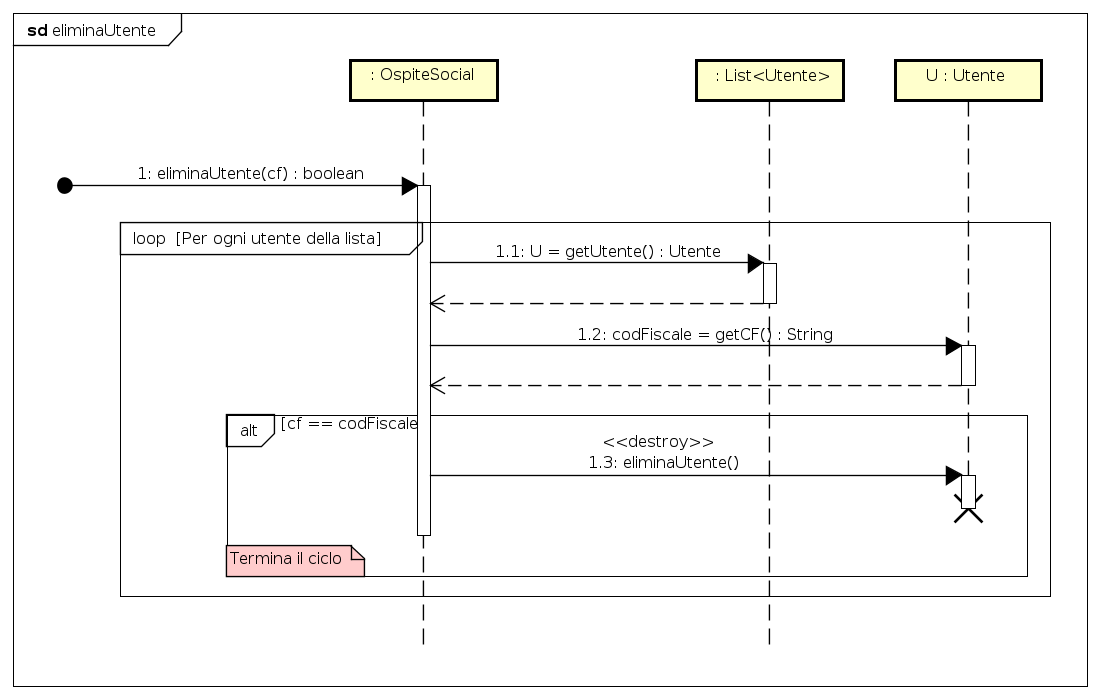 sd eliminaUtente
: OspiteSocial
: List<Utente>
U : Utente
1: eliminaUtente(cf) : boolean
loop [Per ogni utente della lista]
1.1: U = getUtente() : Utente
1.2: codFiscale = getCF() : String
alt [cf == codFiscale
<<destroy>>
1.3: eliminaUtente()
Termina il ciclo